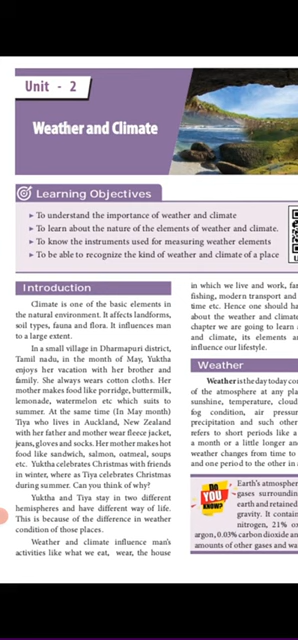 Unit - 2
Weather and Climate
Learning Objectives
➤ To understand the importance of weather and climate
➤ To learn about the nature of the elements of weather and climate.
➤ To know the instruments used for measuring weather elements
➤ To be able to recognize the kind of weather and climate of a place
Introduction
Climate is one of the basic elements in
the natural environment. It affects landforms,
soil types, fauna and flora. It influences man
to a large extent.
In a small village in Dharmapuri district,
Tamil nadu, in the month of May, Yuktha
enjoys her vacation with her brother and
family. She always wears cotton cloths. Her
mother makes food like porridge, buttermilk,
lemonade, watermelon etc which suits to
summer. At the same time (In May month)
Tiya who lives in Auckland, New Zealand
with her father and mother wear fleece jacket,
jeans, gloves and socks. Her mother makes hot
food like sandwich, salmon, oatmeal, soups
etc. Yuktha celebrates Christmas with friends
in winter, where as Tiya celebrates Christmas
during summer. Can you think of why?
Yuktha and Tiya stay in two different
hemispheres and have different way of life.
This is because of the difference in weather
condition of those places.
Weather and climate influence man's
activities like what we eat, wear, the house
in which we live and work,
fishing, modern transport and
time etc. Hence one should ha
about the weather and climate
chapter we are going to learn
and climate, its elements a
influence our lifestyle.
Weather
Weather is the day today co
of the atmosphere at any pla
sunshine, temperature, cloud
fog condition, air pressur
precipitation and such other
refers to short periods like a
a month or a little longer an
weather changes from time to
and one period to the other in
DO
YOU
KNOW?
➤ Earth's atmospher
gases surroundin
earth and retained
gravity. It contain
nitrogen, 21% ox
argon, 0.03% carbon dioxide an
amounts of other gases and wa